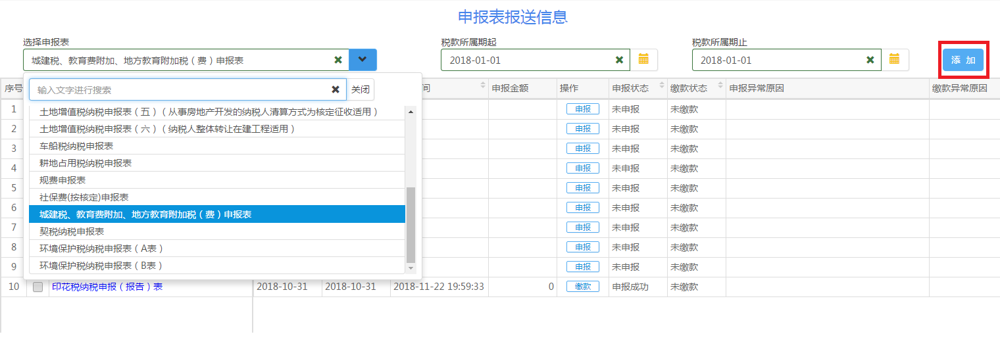 申报表报送信息
选择申报表 税款所属期起 税款所属期止
城建税、教育费附加、地方教育附加税（费）申报表 2018-01-01 2018-01-01 添 加
序号 间 申报金额 操作 申报状态 缴款状态 申报异常原因 缴款异常原因
输入文字进行搜索 关闭
土地增值税纳税申报表（五）（从事房地产开发的纳税人清算方式为核定征收适用）
土地增值税纳税申报表（六）（纳税人整体转让在建工程适用）
车船税纳税申报表
耕地占用税纳税申报表
规费申报表
社保费(按核定)申报表
城建税、教育费附加、地方教育附加税（费）申报表
契税纳税申报表
环境保护税纳税申报表（A表）
环境保护税纳税申报表（B表）
1 申报 未申报 未缴款
2 申报 未申报 未缴款
3 申报 未申报 未缴款
4 申报 未申报 未缴款
5 申报 未申报 未缴款
6 申报 未申报 未缴款
7 申报 未申报 未缴款
8 申报 未申报 未缴款
9 申报 未申报 未缴款
10 印花税纳税申报（报告）表 2018-10-31 2018-10-31 2018-11-22 19:59:33 0 缴款 申报成功 未缴款